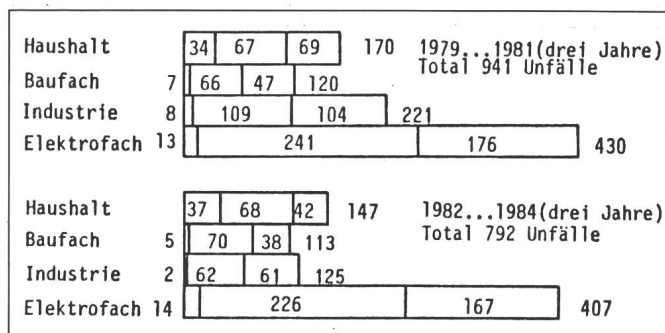 Haushalt 34 67 69 170 1979...1981(drei Jahre)
Total 941 Unfälle
Baufach 7 66 47 120
Industrie 8 109 104 221
Elektrofach 13 241 176 430
Haushalt 37 68 42 147 1982...1984(drei Jahre)
Total 792 Unfälle
Baufach 5 70 38 113
Industrie 2 62 61 125
Elektrofach 14 226 167 407